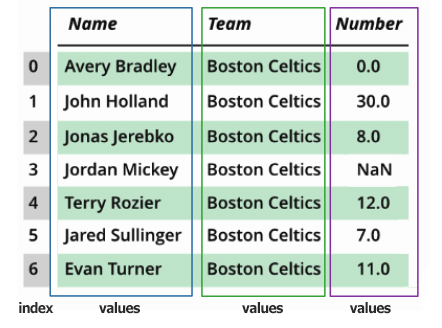 Name Team Number
0 Avery Bradley Boston Celtics 0.0
1 John Holland Boston Celtics 30.0
2 Jonas Jerebko Boston Celtics 8.0
3 Jordan Mickey Boston Celtics NaN
4 Terry Rozier Boston Celtics 12.0
5 Jared Sullinger Boston Celtics 7.0
6 Evan Turner Boston Celtics 11.0
index values values values